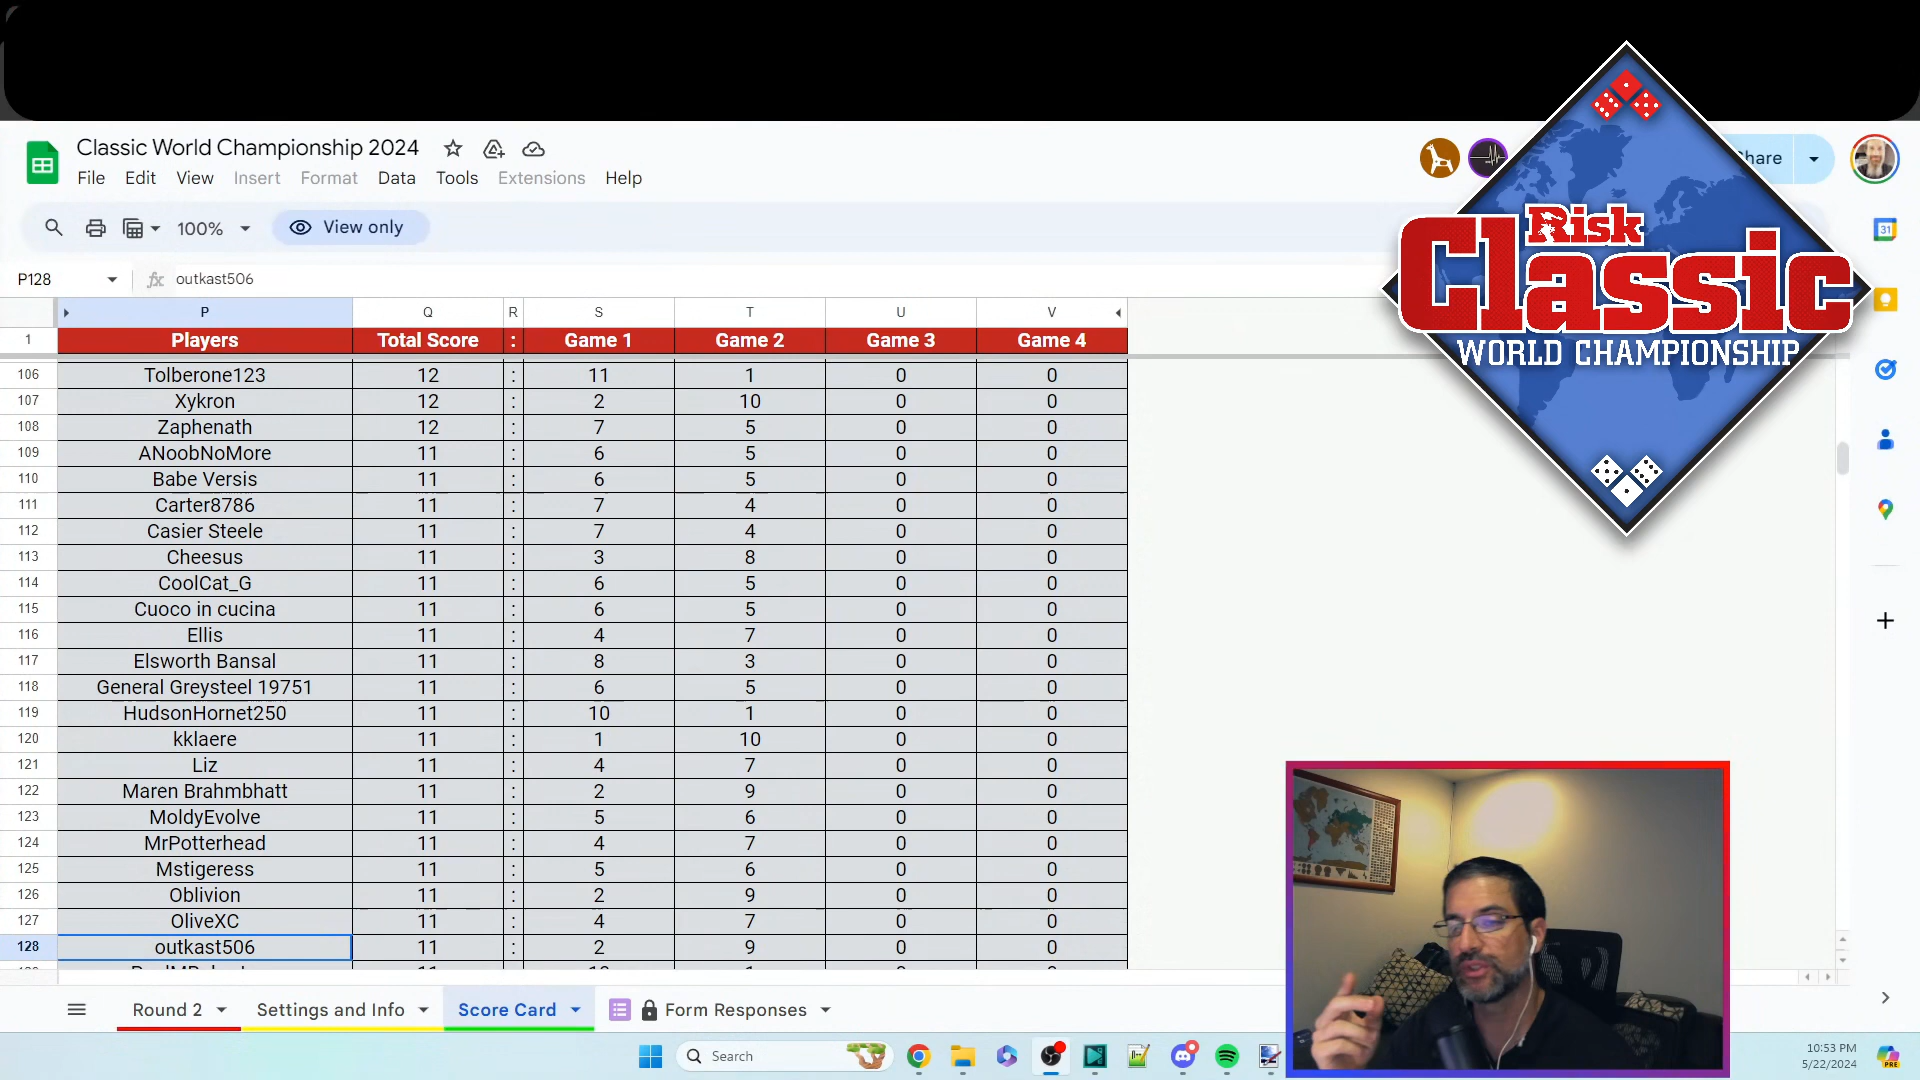 Classic World Championship 2024
File Edit View Insert Format Data Tools Extensions Help
Share
100% View only
P128 fx outkast506
P Q R S T U V
1 Players Total Score : Game 1 Game 2 Game 3 Game 4
106 Tolberone123 12 : 11 1 0 0
107 Xykron 12 : 2 10 0 0
108 Zaphenath 12 : 7 5 0 0
109 ANoobNoMore 11 : 6 5 0 0
110 Babe Versis 11 : 6 5 0 0
111 Carter8786 11 : 7 4 0 0
112 Casier Steele 11 : 7 4 0 0
113 Cheesus 11 : 3 8 0 0
114 CoolCat_G 11 : 6 5 0 0
115 Cuoco in cucina 11 : 6 5 0 0
116 Ellis 11 : 4 7 0 0
117 Elsworth Bansal 11 : 8 3 0 0
118 General Greysteel 19751 11 : 6 5 0 0
119 HudsonHornet250 11 : 10 1 0 0
120 kklaere 11 : 1 10 0 0
121 Liz 11 : 4 7 0 0
122 Maren Brahmbhatt 11 : 2 9 0 0
123 MoldyEvolve 11 : 5 6 0 0
124 MrPotterhead 11 : 4 7 0 0
125 Mstigeress 11 : 5 6 0 0
126 Oblivion 11 : 2 9 0 0
127 OliveXC 11 : 4 7 0 0
128 outkast506 11 : 2 9 0 0
Round 2 Settings and Info Score Card Form Responses
Risk
Classic
WORLD CHAMPIONSHIP
31
Search
PRE
10:53 PM
5/22/2024